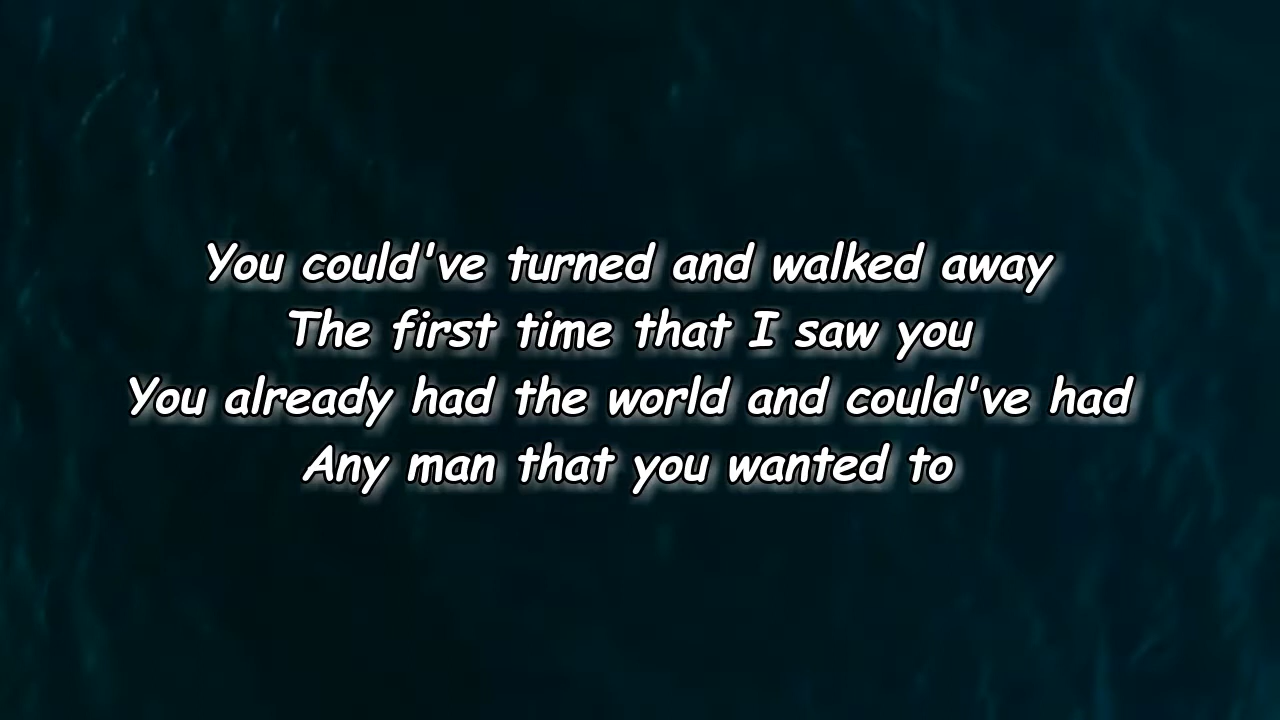 You could've turned and walked away
The first time that I saw you
You already had the world and could've had
Any man that you wanted to